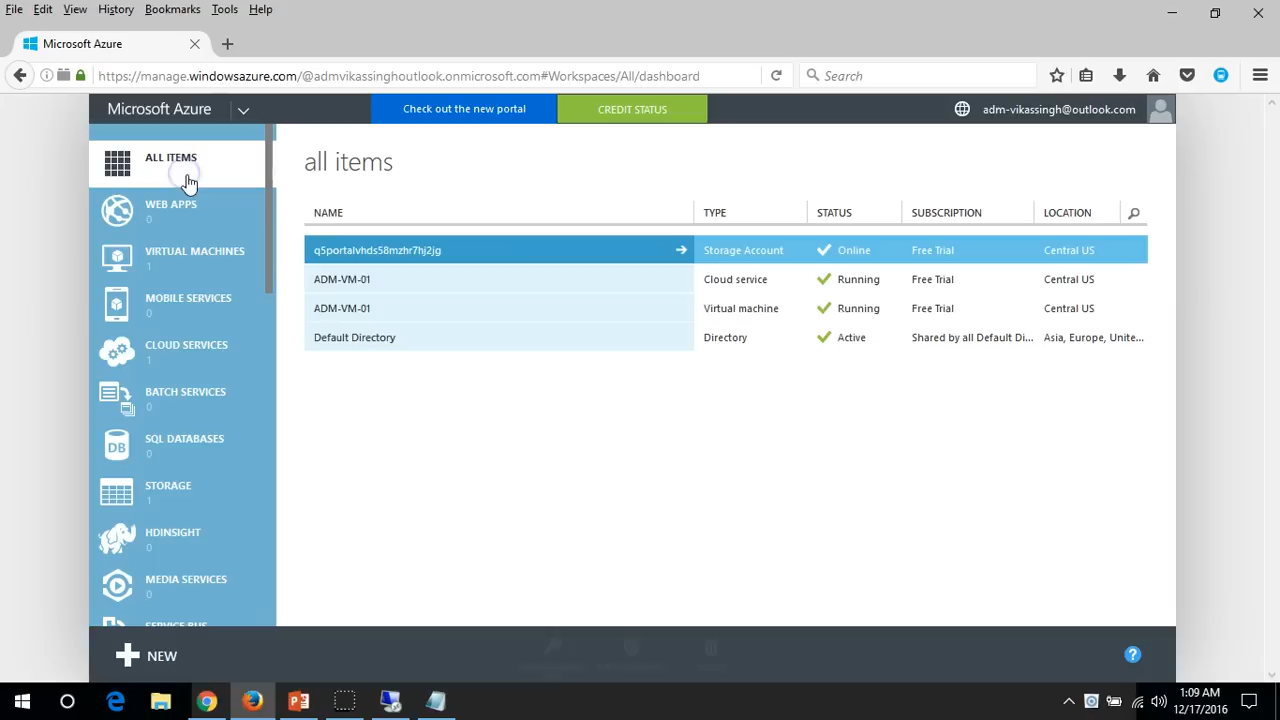 File Edit View History Bookmarks Tools Help
Microsoft Azure
https://manage.windowsazure.com/@admvikassinghoutlook.onmicrosoft.com#Workspaces/All/dashboard
Search
Microsoft Azure
Check out the new portal
CREDIT STATUS
adm-vikassingh@outlook.com
ALL ITEMS
WEB APPS
0
VIRTUAL MACHINES
1
MOBILE SERVICES
0
CLOUD SERVICES
1
BATCH SERVICES
0
SQL DATABASES
0
STORAGE
1
HDINSIGHT
0
MEDIA SERVICES
0
SERVICE BUS
all items
NAME TYPE STATUS SUBSCRIPTION LOCATION
q5portalvhds58mzhr7hj2jg Storage Account Online Free Trial Central US
ADM-VM-01 Cloud service Running Free Trial Central US
ADM-VM-01 Virtual machine Running Free Trial Central US
Default Directory Directory Active Shared by all Default Di... Asia, Europe, Unite...
NEW
?
1:09 AM
12/17/2016